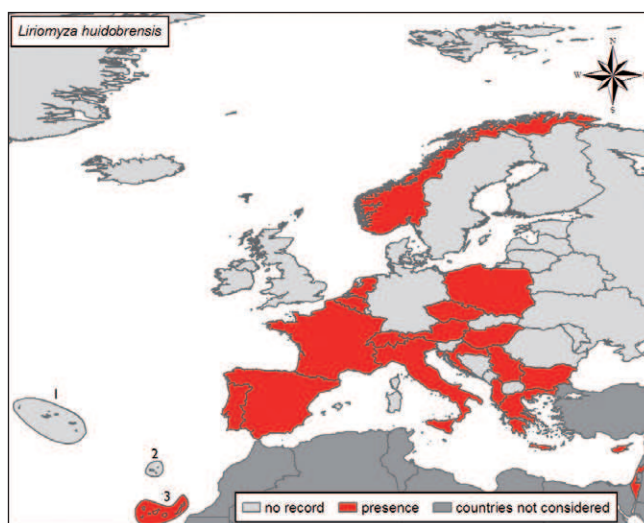 Liriomyza huidobrensis
N
W E
S
1
2
3
no record presence countries not considered